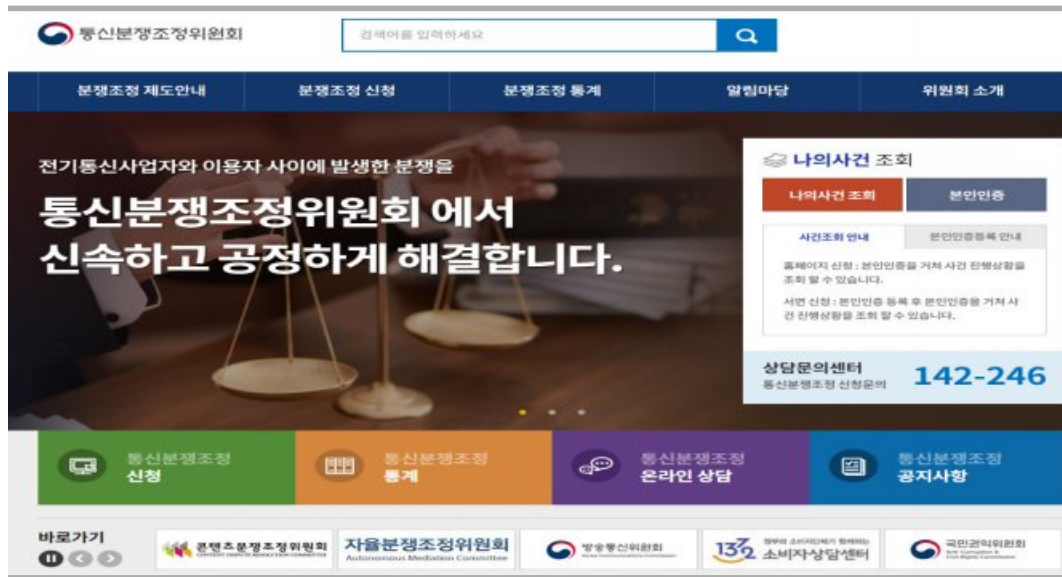 통신분쟁조정위원회
검색어를 입력하세요
분쟁조정 제도안내
분쟁조정 신청
분쟁조정 통계
알림마당
위원회 소개
전기통신사업자와 이용자 사이에 발생한 분쟁을
통신분쟁조정위원회 에서
신속하고 공정하게 해결합니다.
나의사건 조회
나의사건 조회
본인인증
사건조회 안내
본인인증등록 안내
홈페이지 신청 : 본인인증을 거쳐 사건 진행상황을
조회 할 수 있습니다.
서면 신청 : 본인인증 등록 후 본인인증을 거쳐 사
건 진행상황을 조회 할 수 있습니다.
상담문의센터
통신분쟁조정 신청문의
142-246
통신분쟁조정
신청
통신분쟁조정
통계
통신분쟁조정
온라인 상담
통신분쟁조정
공지사항
바로가기
콘텐츠분쟁조정위원회
CONTENT DISPUTE RESOLUTION COMMITTEE
자율분쟁조정위원회
Autonomous Mediation Committee
방송통신위원회
1372
소비자상담센터
국민권익위원회
Anti-Corruption &
Civil Rights Commission